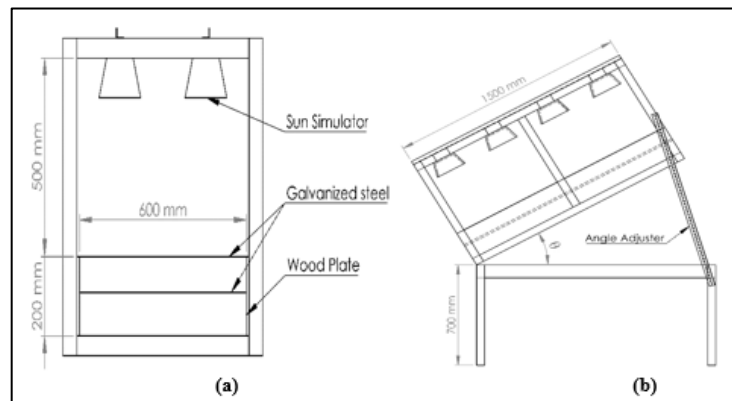 500 mm
200 mm
600 mm
Sun Simulator
Galvanized steel
Wood Plate
(a)
1500 mm
Angle Adjuster
θ
700 mm
(b)